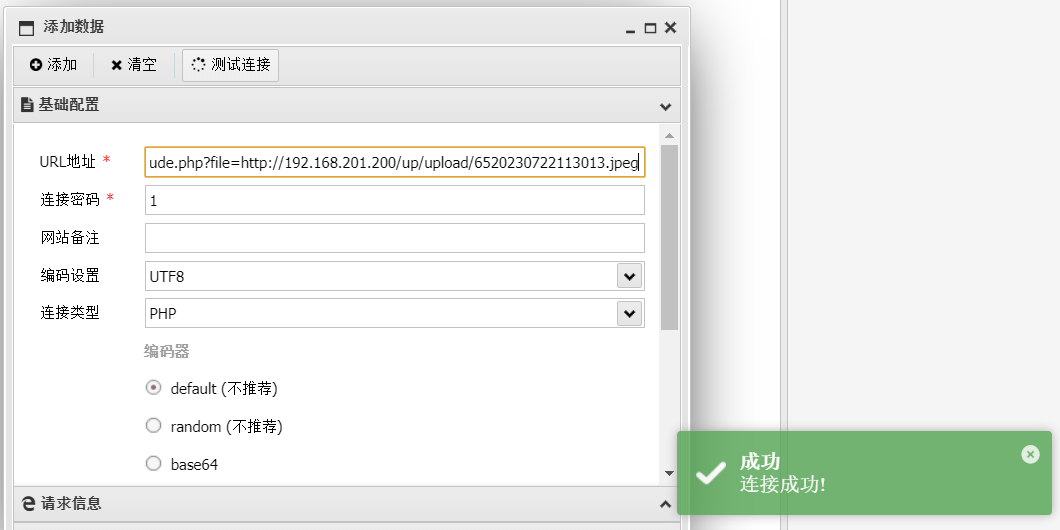 添加数据
添加 清空 测试连接
基础配置
URL地址 * ude.php?file=http://192.168.201.200/up/upload/6520230722113013.jpeg
连接密码 * 1
网站备注
编码设置 UTF8
连接类型 PHP
编码器
default (不推荐)
random (不推荐)
base64
请求信息
成功
连接成功!